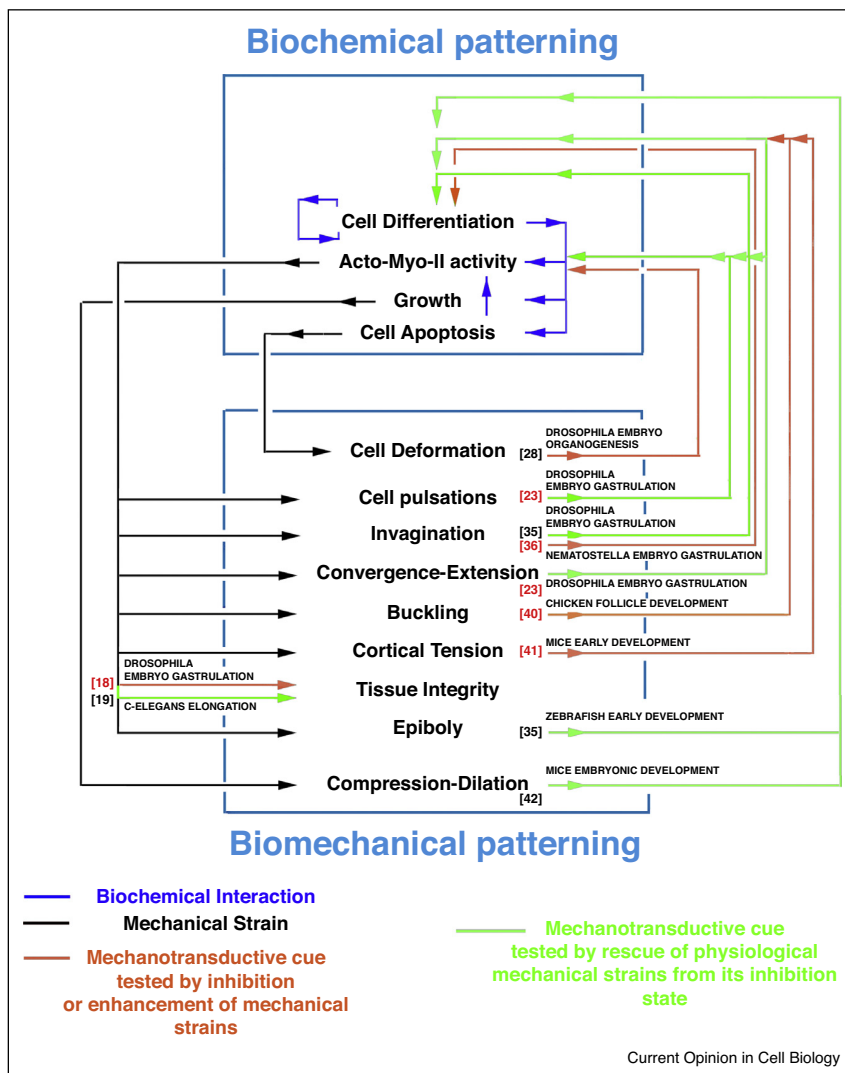 Biochemical patterning
Cell Differentiation
Acto-Myo-II activity
Growth
Cell Apoptosis
DROSOPHILA EMBRYO
ORGANOGENESIS
Cell Deformation [28]
DROSOPHILA
EMBRYO GASTRULATION
Cell pulsations [23]
DROSOPHILA
EMBRYO GASTRULATION
Invagination [35]
[36]
NEMATOSTELLA EMBRYO GASTRULATION
Convergence-Extension
[23] DROSOPHILA EMBRYO GASTRULATION
Buckling [40] CHICKEN FOLLICLE DEVELOPMENT
Cortical Tension [41] MICE EARLY DEVELOPMENT
DROSOPHILA
EMBRYO GASTRULATION
[18]
Tissue Integrity
[19] C-ELEGANS ELONGATION
Epiboly [35] ZEBRAFISH EARLY DEVELOPMENT
Compression-Dilation MICE EMBRYONIC DEVELOPMENT
[42]
Biomechanical patterning
Biochemical Interaction
Mechanical Strain
Mechanotransductive cue
tested by inhibition
or enhancement of mechanical
strains
Mechanotransductive cue
tested by rescue of physiological
mechanical strains from its inhibition
state
Current Opinion in Cell Biology